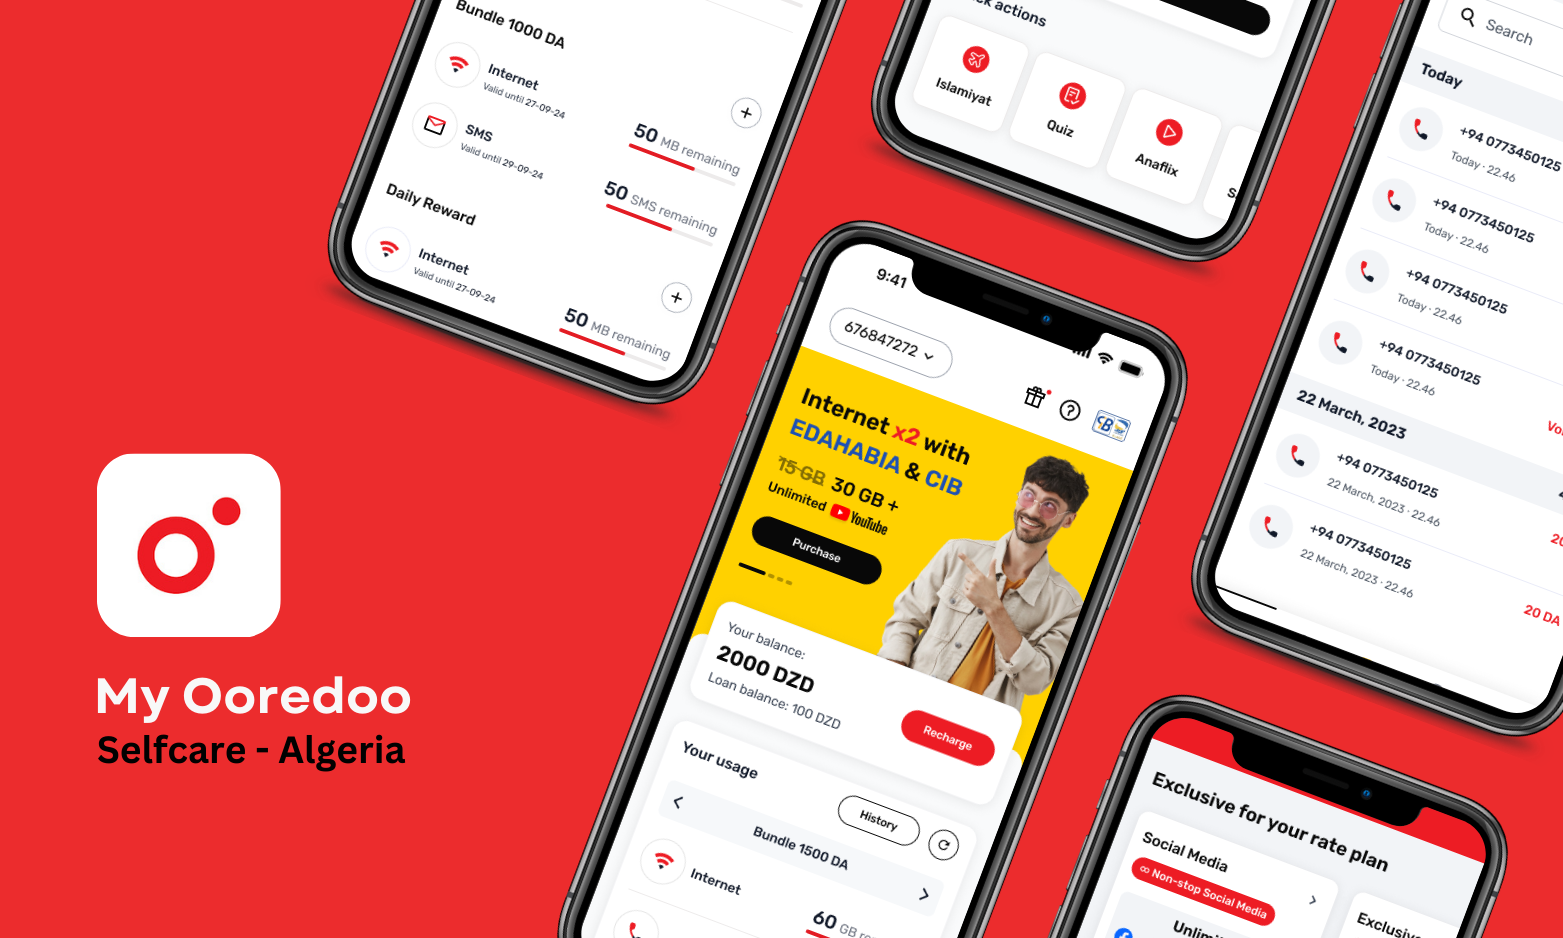 My Ooredoo
Selfcare - Algeria
Bundle 1000 DA
Internet
Valid until 27-09-24
50 MB remaining
SMS
Valid until 29-09-24
50 SMS remaining
Daily Reward
Internet
Valid until 27-09-24
50 MB remaining
actions
Islamiyat
Quiz
Anaflix
Search
Today
+94 0773450125
Today · 22.46
+94 0773450125
Today · 22.46
+94 0773450125
Today · 22.46
+94 0773450125
Today · 22.46
22 March, 2023
+94 0773450125
22 March, 2023 · 22.46
+94 0773450125
22 March, 2023 · 22.46
20 DA
9:41
676847272
CB
Internet x2 with
EDAHABIA & CIB
15 GB 30 GB +
Unlimited YouTube
Purchase
Your balance:
2000 DZD
Loan balance: 100 DZD
Recharge
Your usage
History
Bundle 1500 DA
Internet
60 GB
Exclusive for your rate plan
Social Media
∞ Non-stop Social Media
Exclusive